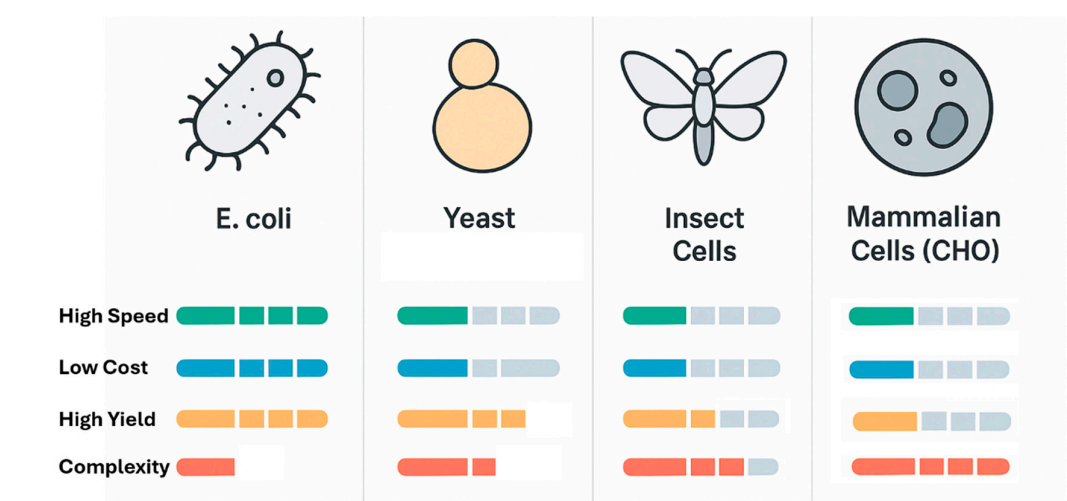 E. coli
Yeast
Insect
Cells
Mammalian
Cells (CHO)
High Speed
Low Cost
High Yield
Complexity